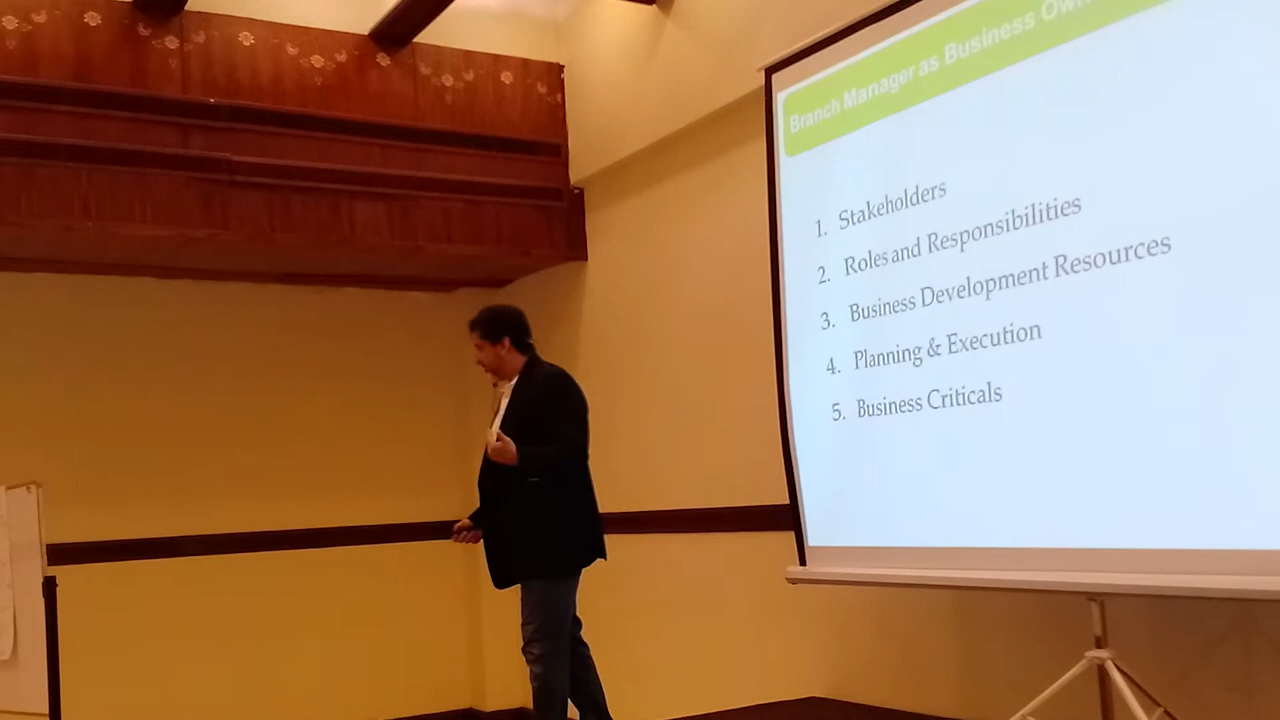 Branch Manager as Business
1. Stakeholders
2. Roles and Responsibilities
3. Business Development Resources
4. Planning & Execution
5. Business Criticals